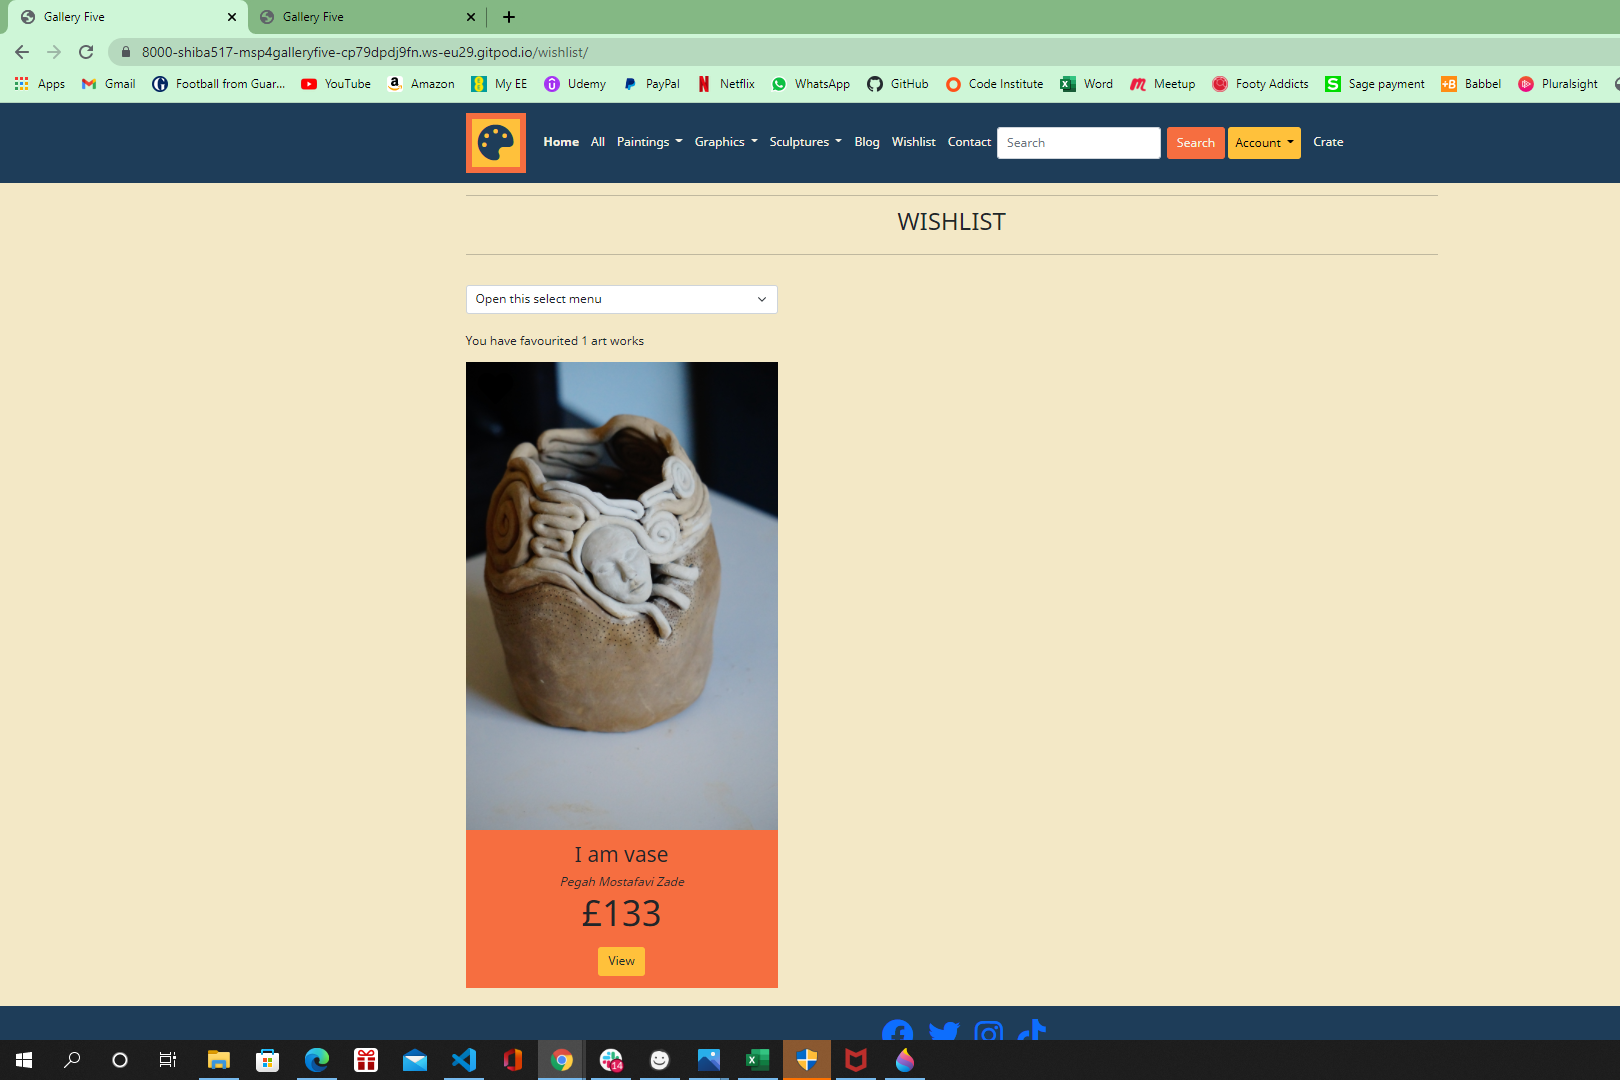 Gallery Five
Gallery Five
8000-shiba517-msp4galleryfive-cp79dpdj9fn.ws-eu29.gitpod.io/wishlist/
Apps Gmail Football from Guar... YouTube Amazon My EE Udemy PayPal Netflix WhatsApp GitHub Code Institute Word Meetup Footy Addicts Sage payment Babbel Pluralsight
Home All Paintings Graphics Sculptures Blog Wishlist Contact Search Search Account Crate
WISHLIST
Open this select menu
You have favourited 1 art works
I am vase
Pegah Mostafavi Zade
£133
View
14